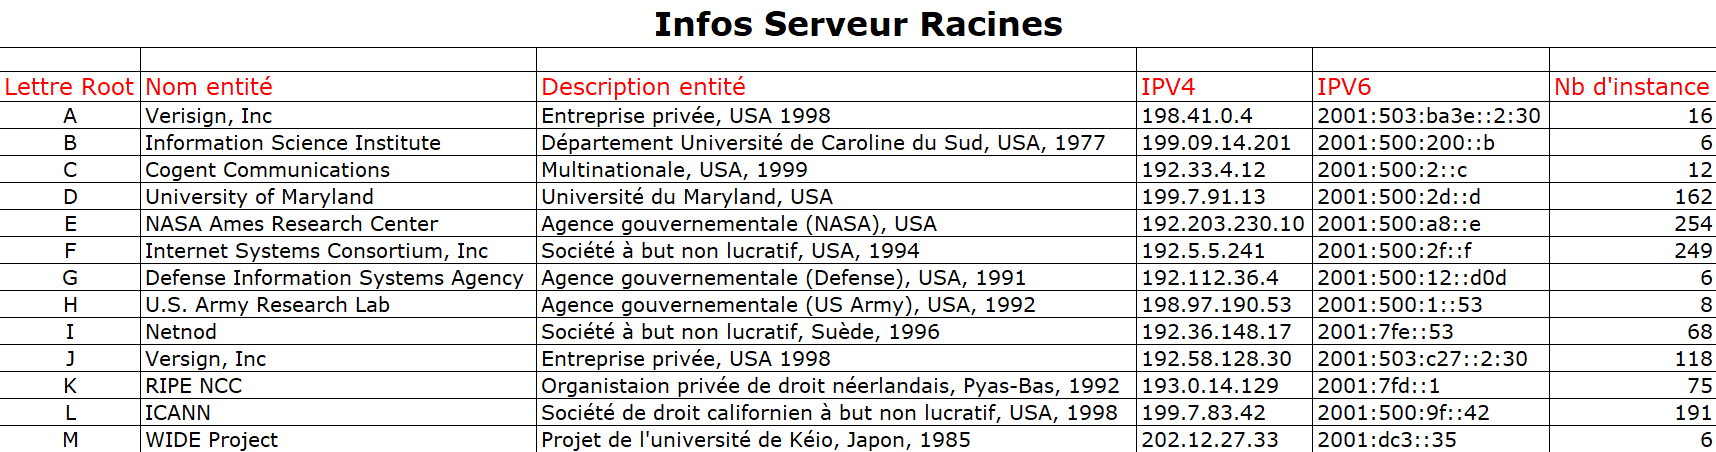 Infos Serveur Racines
Lettre Root Nom entité Description entité IPV4 IPV6 Nb d'instance
A Verisign, Inc Entreprise privée, USA 1998 198.41.0.4 2001:503:ba3e::2:30 16
B Information Science Institute Département Université de Caroline du Sud, USA, 1977 199.09.14.201 2001:500:200::b 6
C Cogent Communications Multinationale, USA, 1999 192.33.4.12 2001:500:2::c 12
D University of Maryland Université du Maryland, USA 199.7.91.13 2001:500:2d::d 162
E NASA Ames Research Center Agence gouvernementale (NASA), USA 192.203.230.10 2001:500:a8::e 254
F Internet Systems Consortium, Inc Société à but non lucratif, USA, 1994 192.5.5.241 2001:500:2f::f 249
G Defense Information Systems Agency Agence gouvernementale (Defense), USA, 1991 192.112.36.4 2001:500:12::d0d 6
H U.S. Army Research Lab Agence gouvernementale (US Army), USA, 1992 198.97.190.53 2001:500:1::53 8
I Netnod Société à but non lucratif, Suède, 1996 192.36.148.17 2001:7fe::53 68
J Versign, Inc Entreprise privée, USA 1998 192.58.128.30 2001:503:c27::2:30 118
K RIPE NCC Organistaion privée de droit néerlandais, Pyas-Bas, 1992 193.0.14.129 2001:7fd::1 75
L ICANN Société de droit californien à but non lucratif, USA, 1998 199.7.83.42 2001:500:9f::42 191
M WIDE Project Projet de l'université de Kéio, Japon, 1985 202.12.27.33 2001:dc3::35 6